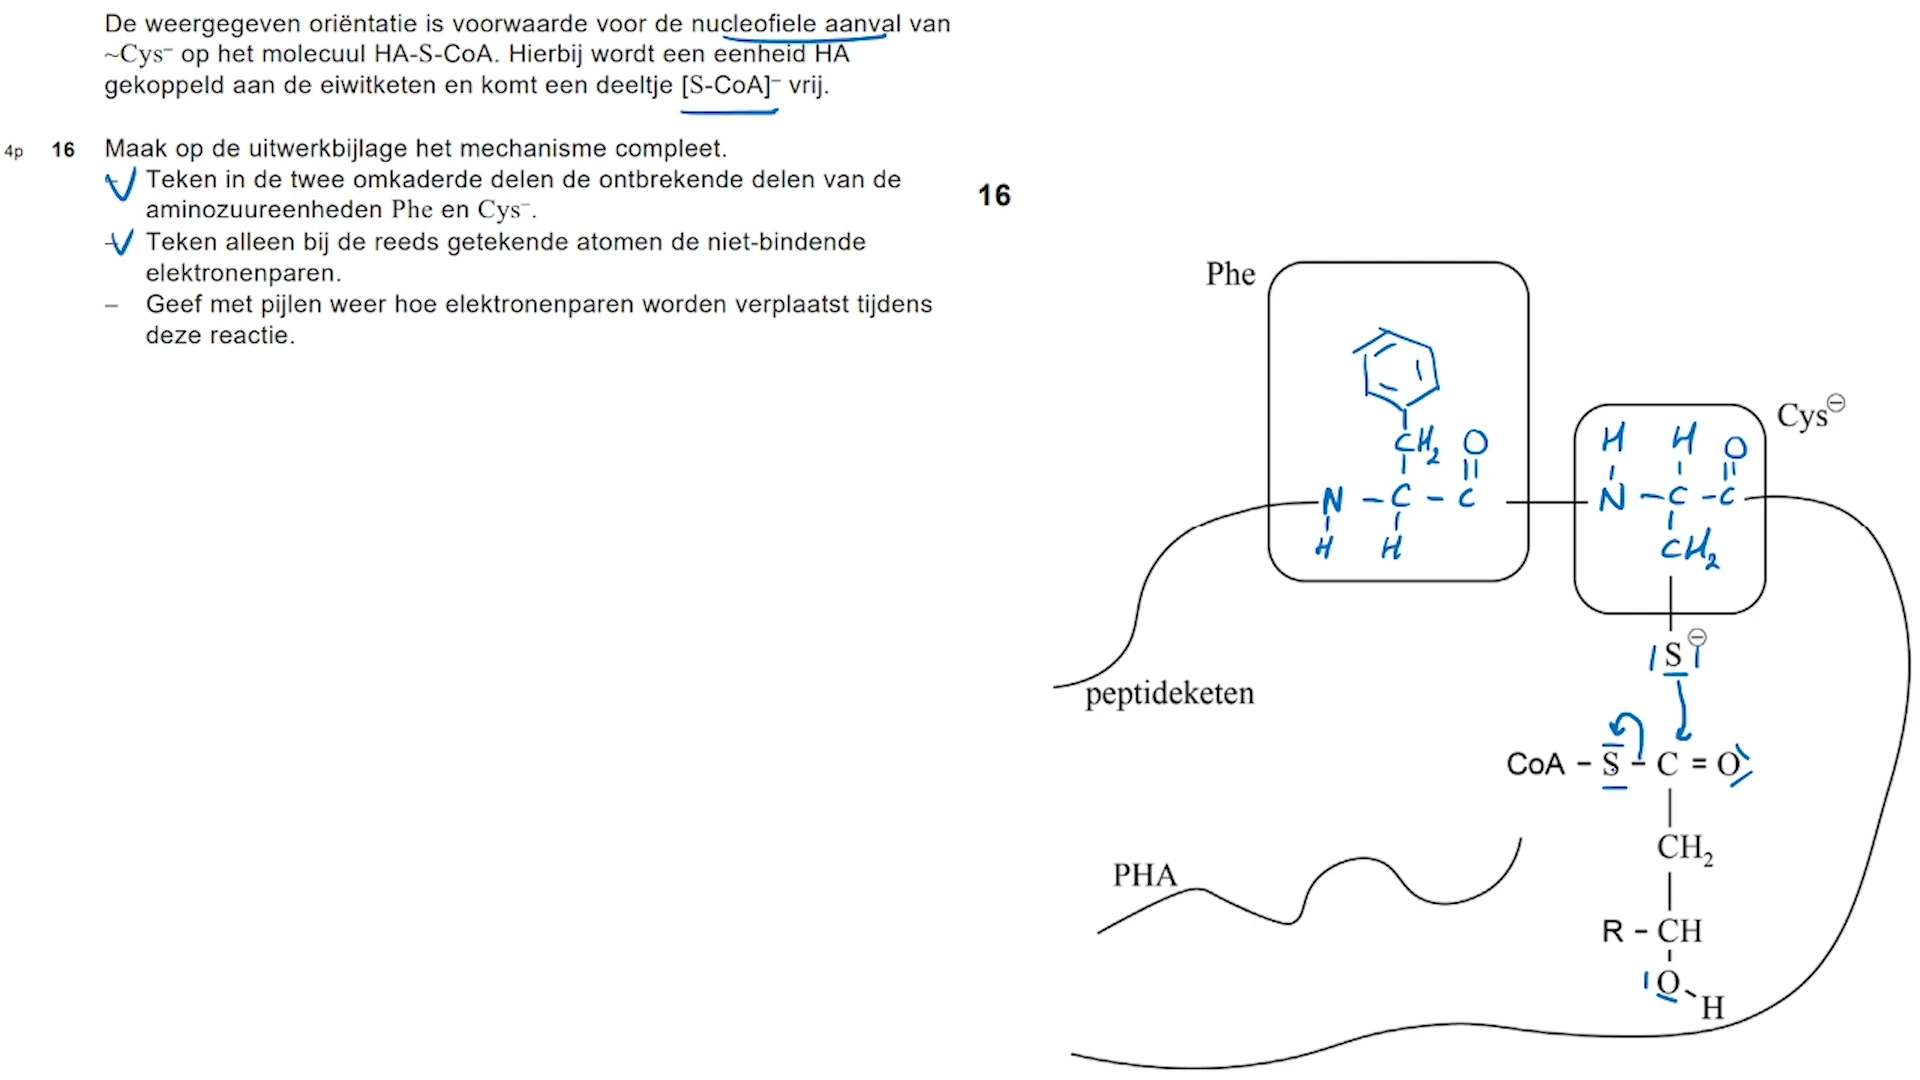 De weergegeven oriëntatie is voorwaarde voor de nucleofiele aanval van
~Cys⁻ op het molecuul HA-S-CoA. Hierbij wordt een eenheid HA
gekoppeld aan de eiwitketen en komt een deeltje [S-CoA]⁻ vrij.
4p 16 Maak op de uitwerkbijlage het mechanisme compleet.
Teken in de twee omkaderde delen de ontbrekende delen van de
aminozuureenheden Phe en Cys⁻.
Teken alleen bij de reeds getekende atomen de niet-bindende
elektronenparen.
– Geef met pijlen weer hoe elektronenparen worden verplaatst tijdens
deze reactie.
16
Phe
CH₂ O
N – C – C
H H
Cys⊖
H H O
N – C – C
CH₂
S⊖
peptideketen
CoA – S – C = O
CH₂
PHA
R – CH
O
H